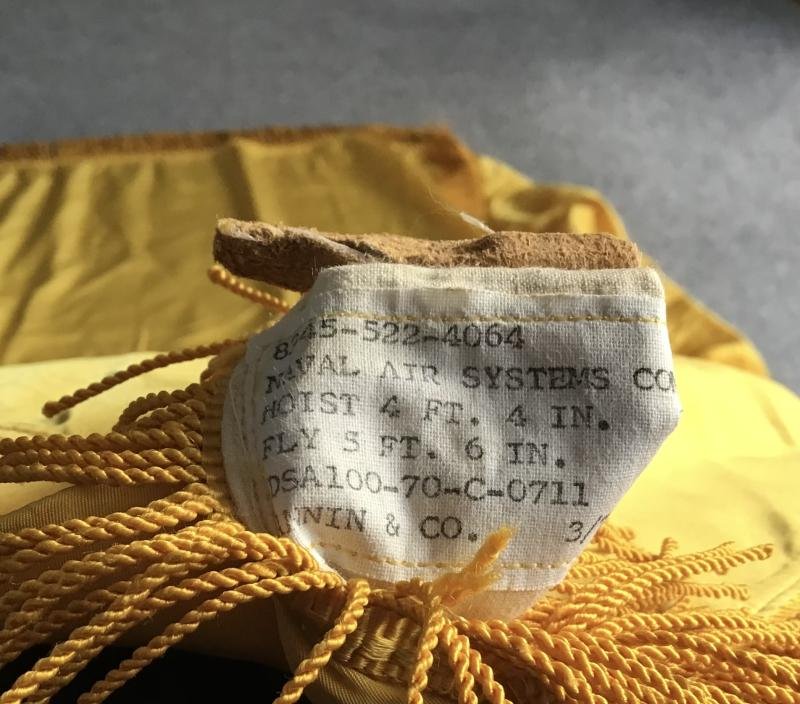 8345-522-4064
NAVAL AIR SYSTEMS CO
HOIST 4 FT. 4 IN.
FLY 5 FT. 6 IN.
DSA100-70-C-0711
& CO. 3/